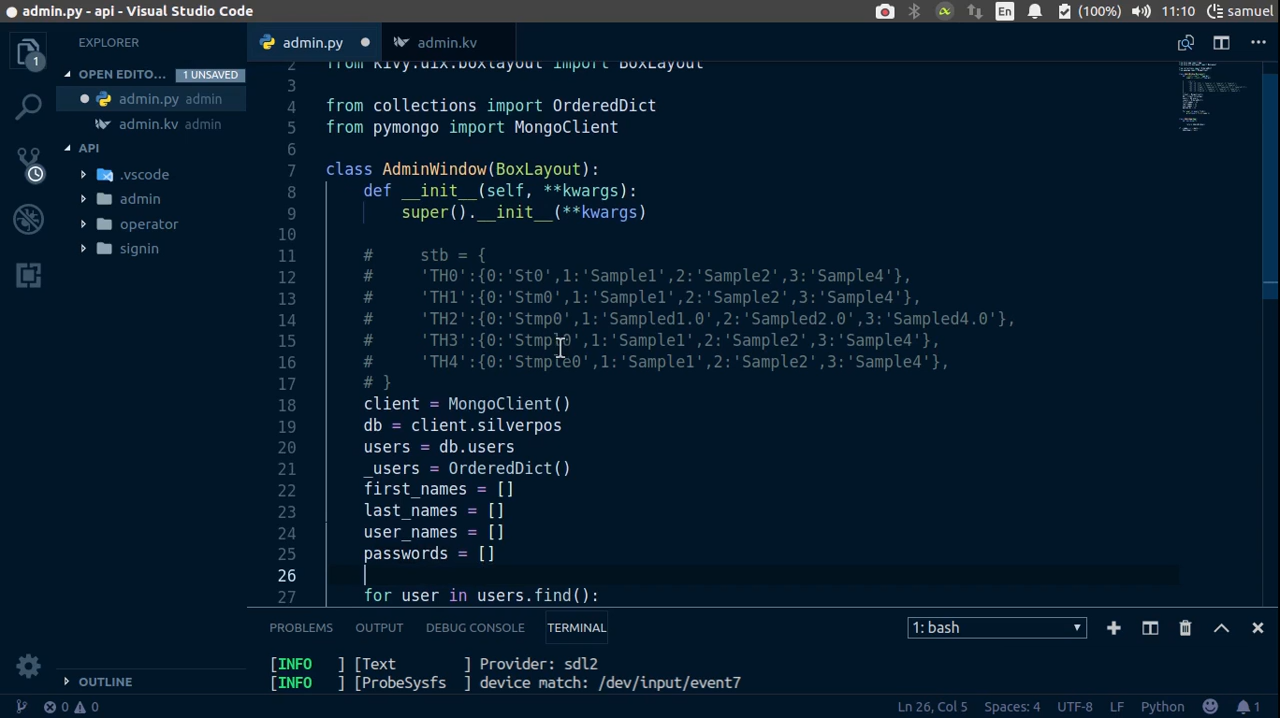 admin.py - api - Visual Studio Code
En
(100%)
11:10
samuel
EXPLORER
admin.py
admin.kv
OPEN EDITO...
1 UNSAVED
admin.py admin
admin.kv admin
API
.vscode
admin
operator
signin
OUTLINE
1
2 from kivy.uix.boxlayout import BoxLayout
3
4 from collections import OrderedDict
5 from pymongo import MongoClient
6
7 class AdminWindow(BoxLayout):
8 def __init__(self, **kwargs):
9 super().__init__(**kwargs)
10
11 # stb = {
12 # 'TH0':{0:'St0',1:'Sample1',2:'Sample2',3:'Sample4'},
13 # 'TH1':{0:'Stm0',1:'Sample1',2:'Sample2',3:'Sample4'},
14 # 'TH2':{0:'Stmp0',1:'Sampled1.0',2:'Sampled2.0',3:'Sampled4.0'},
15 # 'TH3':{0:'Stmpl0',1:'Sample1',2:'Sample2',3:'Sample4'},
16 # 'TH4':{0:'Stmple0',1:'Sample1',2:'Sample2',3:'Sample4'},
17 # }
18 client = MongoClient()
19 db = client.silverpos
20 users = db.users
21 _users = OrderedDict()
22 first_names = []
23 last_names = []
24 user_names = []
25 passwords = []
26
27 for user in users.find():
PROBLEMS OUTPUT DEBUG CONSOLE TERMINAL
1: bash
[INFO ] [Text ] Provider: sdl2
[INFO ] [ProbeSysfs ] device match: /dev/input/event7
0 0
Ln 26, Col 5 Spaces: 4 UTF-8 LF Python 1